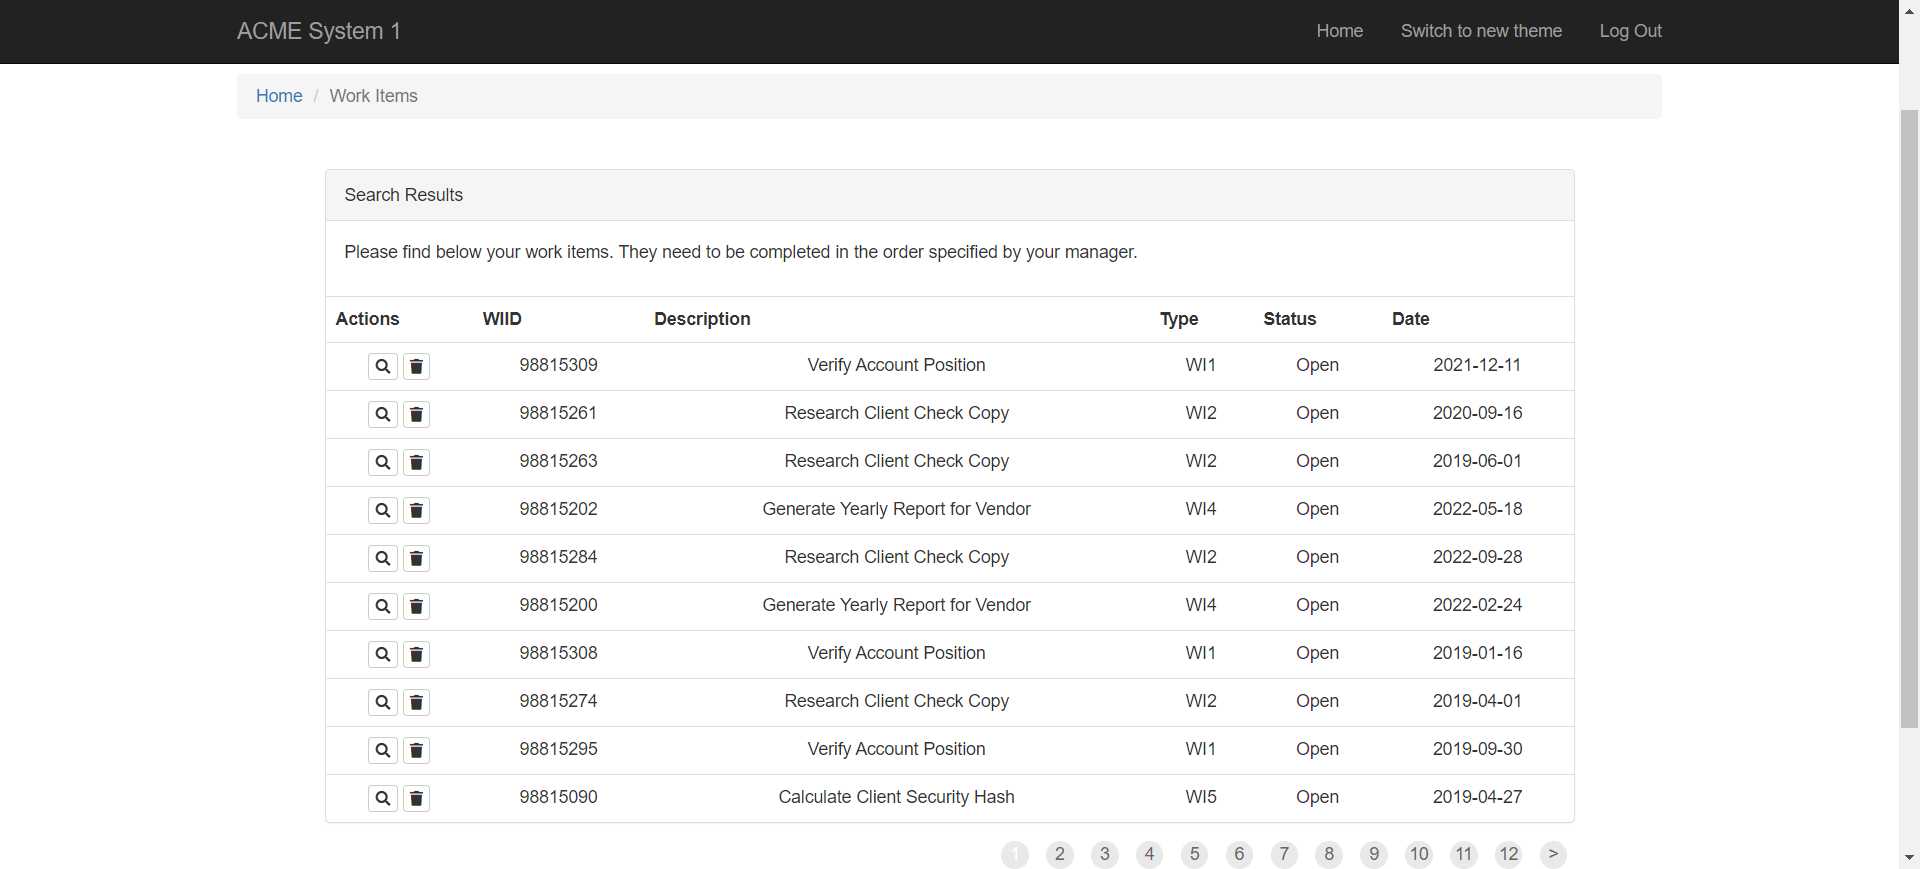 ACME System 1 Home Switch to new theme Log Out
Home / Work Items
Search Results
Please find below your work items. They need to be completed in the order specified by your manager.
Actions WIID Description Type Status Date
98815309 Verify Account Position WI1 Open 2021-12-11
98815261 Research Client Check Copy WI2 Open 2020-09-16
98815263 Research Client Check Copy WI2 Open 2019-06-01
98815202 Generate Yearly Report for Vendor WI4 Open 2022-05-18
98815284 Research Client Check Copy WI2 Open 2022-09-28
98815200 Generate Yearly Report for Vendor WI4 Open 2022-02-24
98815308 Verify Account Position WI1 Open 2019-01-16
98815274 Research Client Check Copy WI2 Open 2019-04-01
98815295 Verify Account Position WI1 Open 2019-09-30
98815090 Calculate Client Security Hash WI5 Open 2019-04-27
1 2 3 4 5 6 7 8 9 10 11 12 >